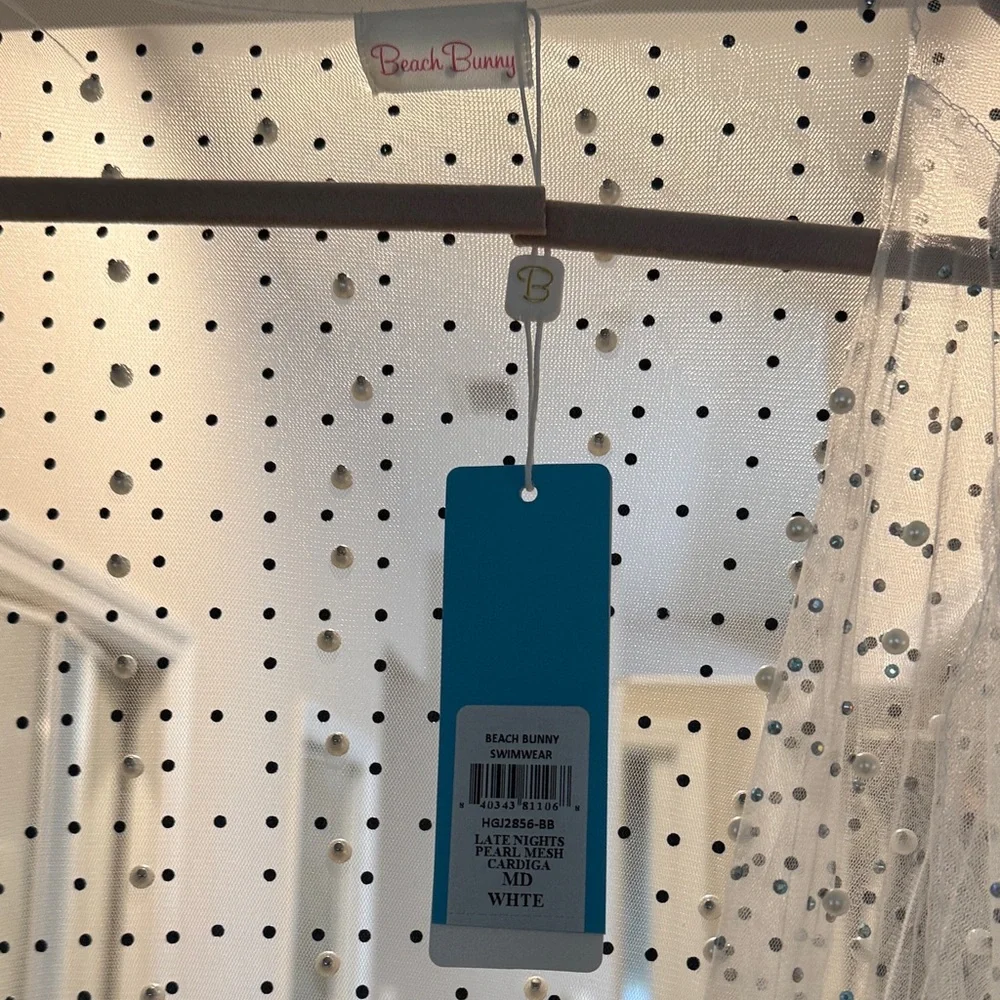 Beach Bunny
B
BEACH BUNNY
SWIMWEAR
40343 81106
HGJ2856-BB
LATE NIGHTS
PEARL MESH
CARDIGA
MD
WHTE